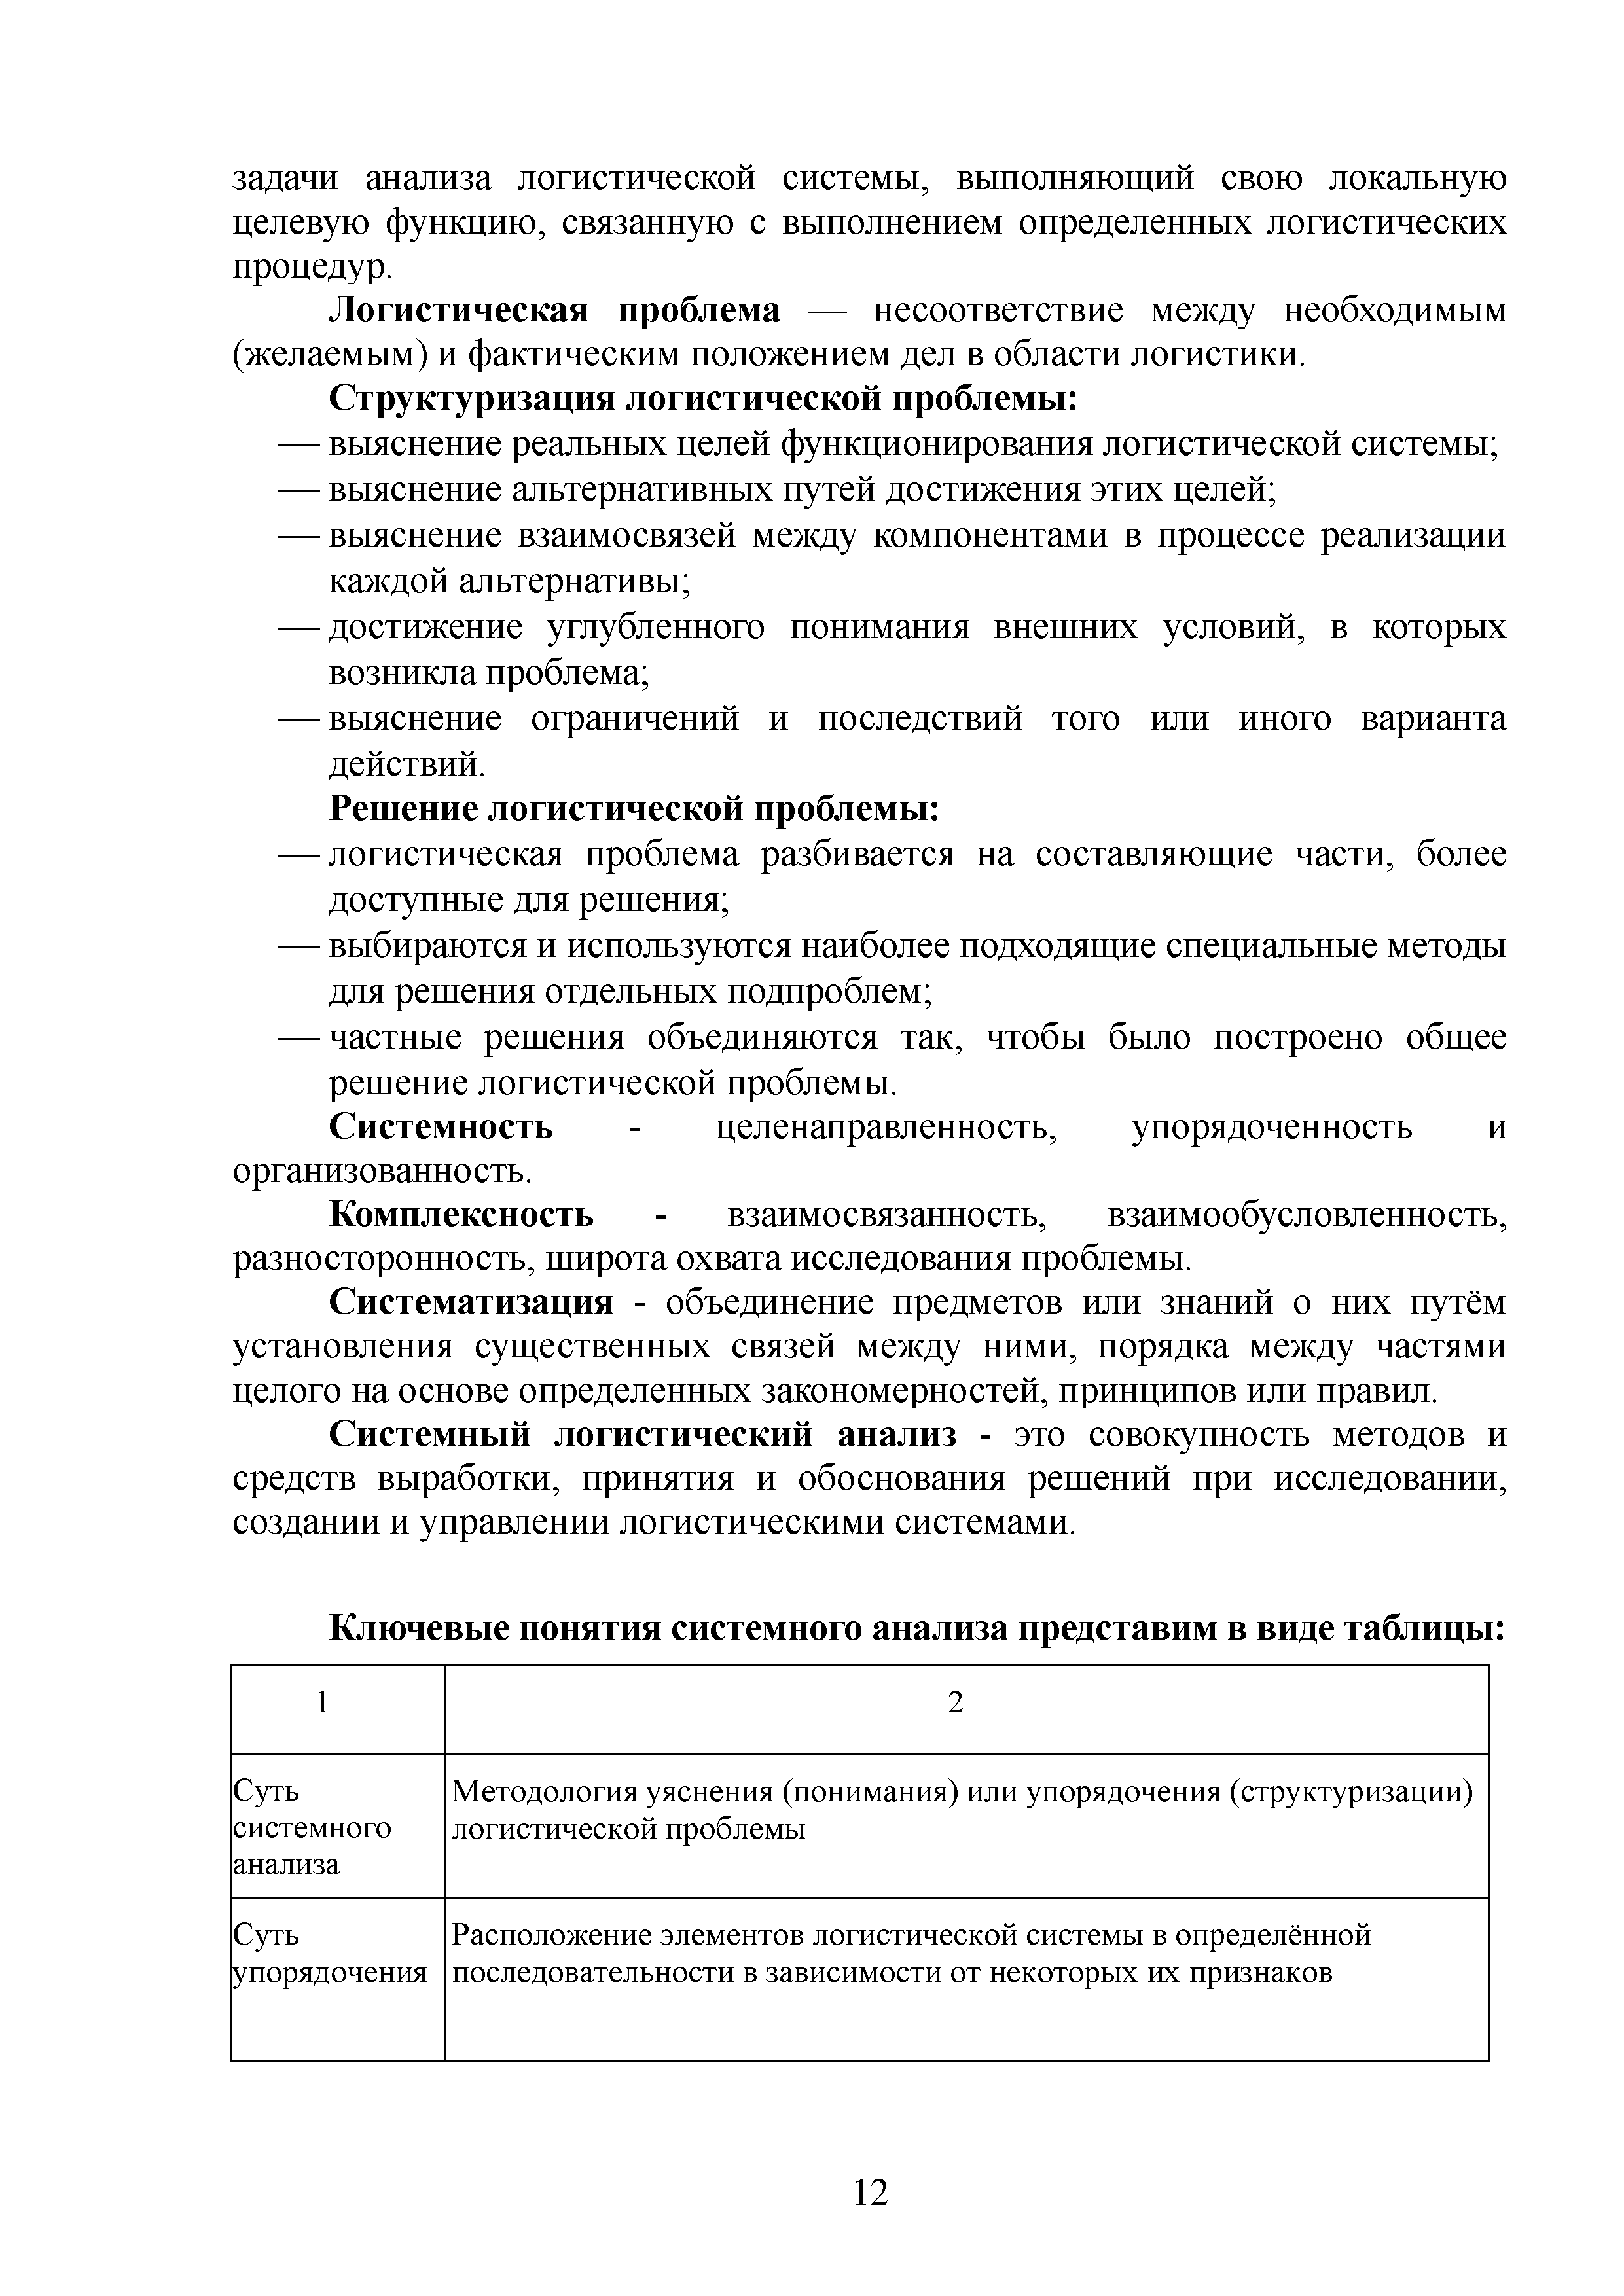 задачи анализа логистической системы, выполняющий свою локальную
целевую функцию, связанную с выполнением определенных логистических
процедур.
Логистическая проблема — несоответствие между необходимым
(желаемым) и фактическим положением дел в области логистики.
Структуризация логистической проблемы:
— выяснение реальных целей функционирования логистической системы;
— выяснение альтернативных путей достижения этих целей;
— выяснение взаимосвязей между компонентами в процессе реализации
каждой альтернативы;
— достижение углубленного понимания внешних условий, в которых
возникла проблема;
— выяснение ограничений и последствий того или иного варианта
действий.
Решение логистической проблемы:
— логистическая проблема разбивается на составляющие части, более
доступные для решения;
— выбираются и используются наиболее подходящие специальные методы
для решения отдельных подпроблем;
— частные решения объединяются так, чтобы было построено общее
решение логистической проблемы.
Системность - целенаправленность, упорядоченность и
организованность.
Комплексность - взаимосвязанность, взаимообусловленность,
разносторонность, широта охвата исследования проблемы.
Систематизация - объединение предметов или знаний о них путём
установления существенных связей между ними, порядка между частями
целого на основе определенных закономерностей, принципов или правил.
Системный логистический анализ - это совокупность методов и
средств выработки, принятия и обоснования решений при исследовании,
создании и управлении логистическими системами.
Ключевые понятия системного анализа представим в виде таблицы:
1
2
Суть
системного
анализа
Методология уяснения (понимания) или упорядочения (структуризации)
логистической проблемы
Суть
упорядочения
Расположение элементов логистической системы в определённой
последовательности в зависимости от некоторых их признаков
12